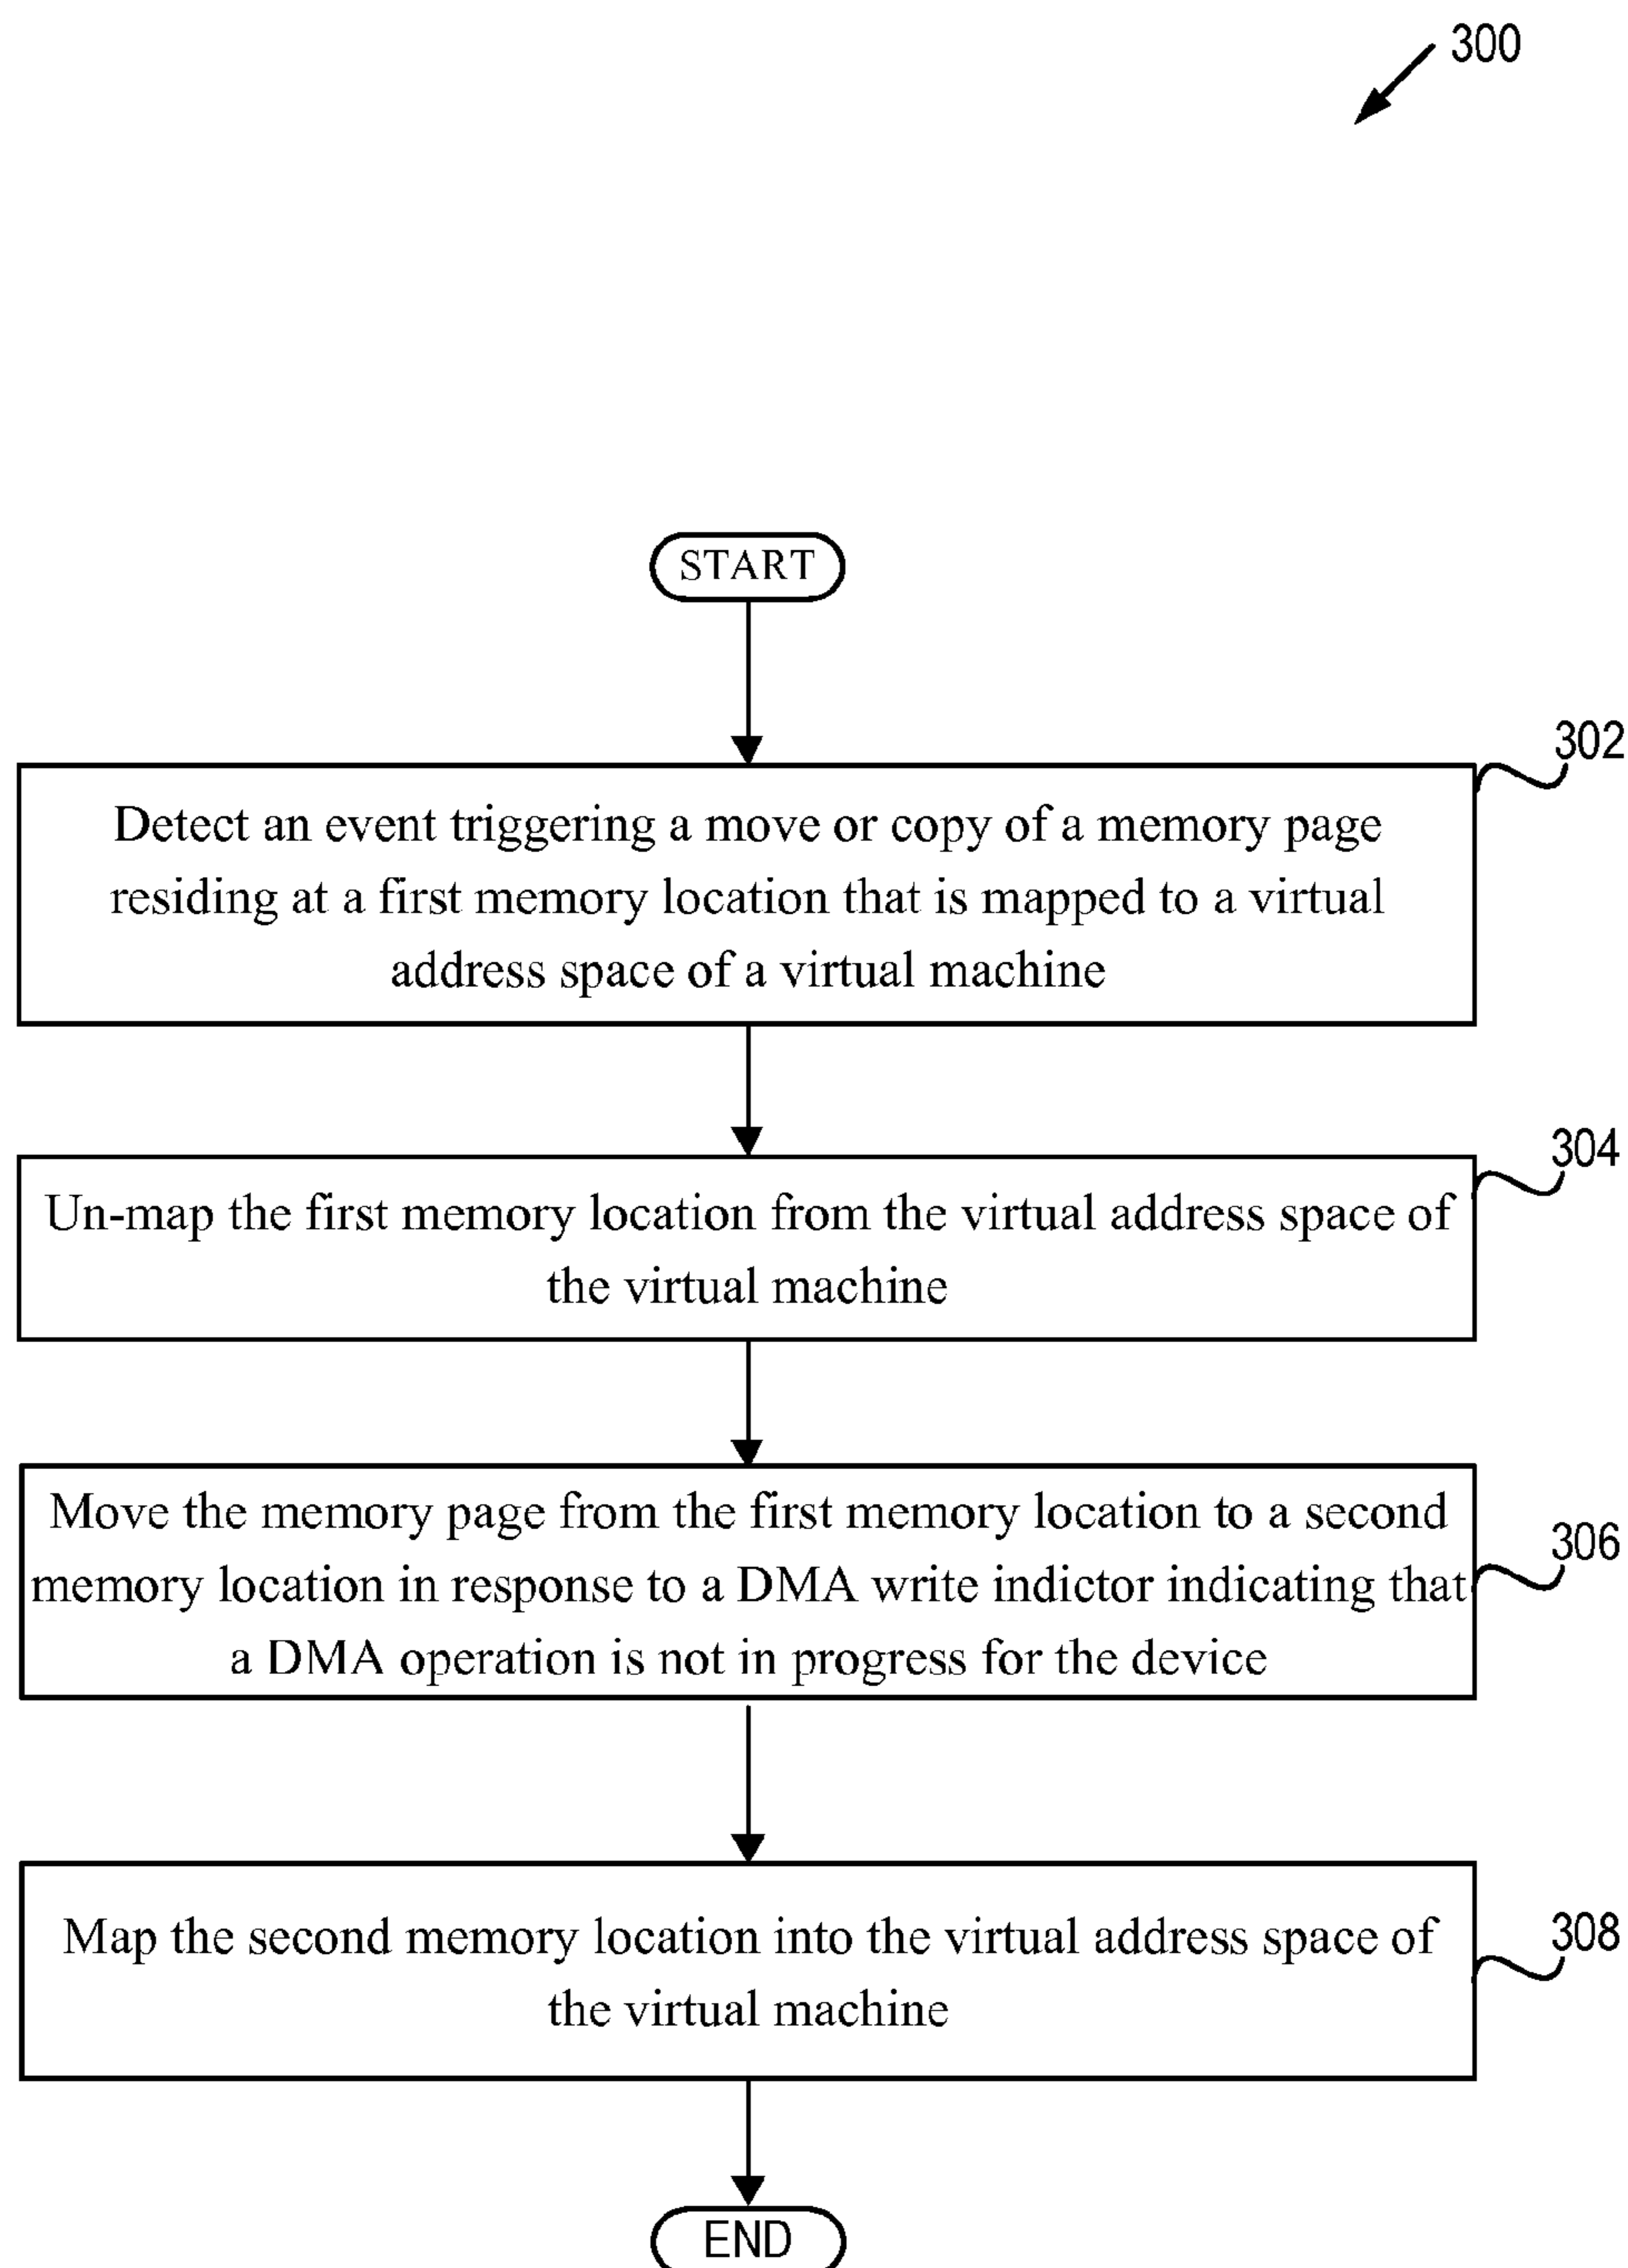 300
START
302
Detect an event triggering a move or copy of a memory page
residing at a first memory location that is mapped to a virtual
address space of a virtual machine
304
Un-map the first memory location from the virtual address space of
the virtual machine
Move the memory page from the first memory location to a second
306
memory location in response to a DMA write indictor indicating that
a DMA operation is not in progress for the device
308
Map the second memory location into the virtual address space of
the virtual machine
END